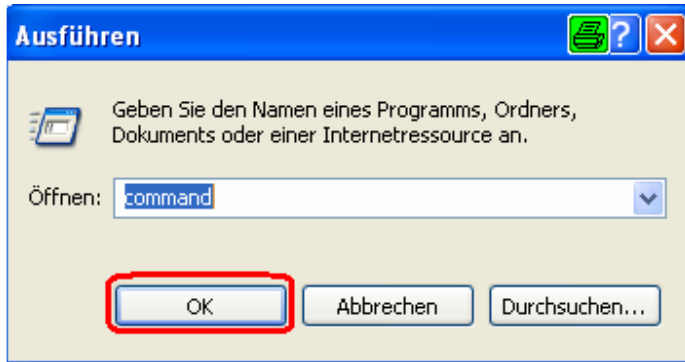 Ausführen
?
Geben Sie den Namen eines Programms, Ordners,
Dokuments oder einer Internetressource an.
Öffnen: command
OK Abbrechen Durchsuchen...